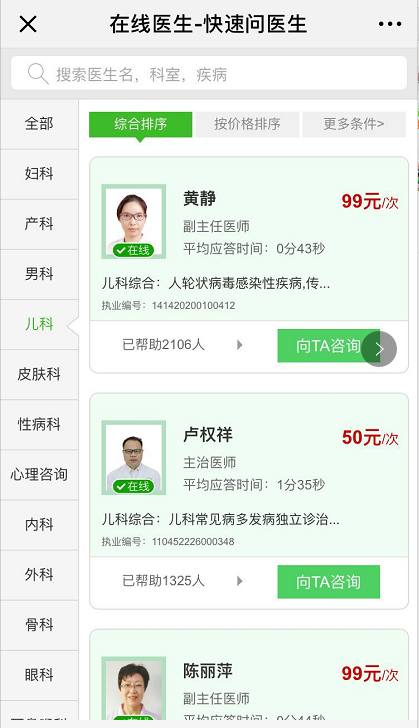 在线医生-快速问医生
搜索医生名，科室，疾病
全部
妇科
产科
男科
儿科
皮肤科
性病科
心理咨询
内科
外科
骨科
眼科
综合排序
按价格排序
更多条件>
黄静
99元/次
副主任医师
平均应答时间：0分43秒
在线
儿科综合：人轮状病毒感染性疾病,传...
执业编号：141420200100412
已帮助2106人
向TA咨询
卢权祥
50元/次
主治医师
平均应答时间：1分35秒
在线
儿科综合：儿科常见病多发病独立诊治...
执业编号：110452226000348
已帮助1325人
向TA咨询
陈丽萍
99元/次
副主任医师
在线